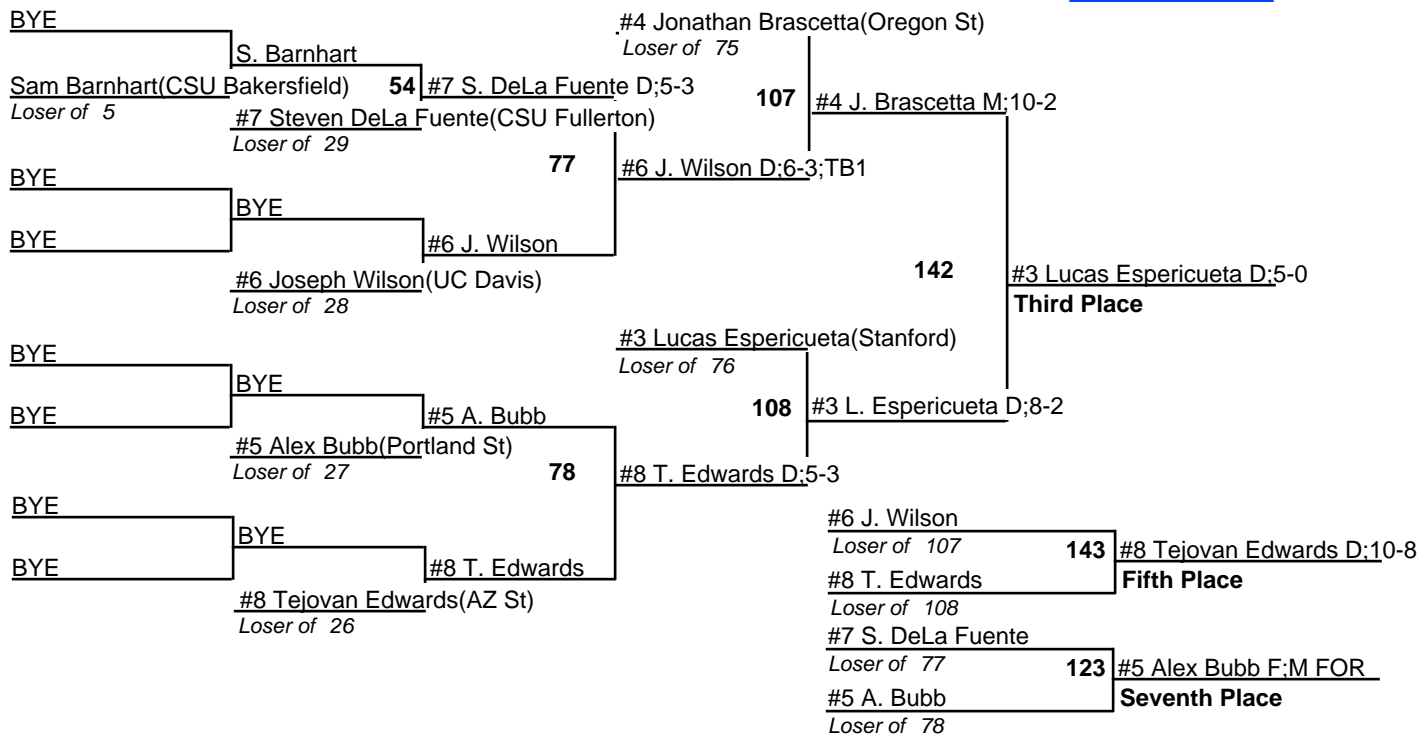 BYE
#4 Jonathan Brascetta(Oregon St)
Loser of 75
S. Barnhart
Sam Barnhart(CSU Bakersfield)
Loser of 5
54
#7 S. DeLa Fuente D;5-3
107
#4 J. Brascetta M;10-2
#7 Steven DeLa Fuente(CSU Fullerton)
Loser of 29
77
#6 J. Wilson D;6-3;TB1
BYE
BYE
BYE
#6 J. Wilson
142
#3 Lucas Espericueta D;5-0
Third Place
#6 Joseph Wilson(UC Davis)
Loser of 28
#3 Lucas Espericueta(Stanford)
Loser of 76
BYE
BYE
BYE
#5 A. Bubb
108
#3 L. Espericueta D;8-2
#5 Alex Bubb(Portland St)
Loser of 27
78
#8 T. Edwards D;5-3
BYE
BYE
BYE
#8 T. Edwards
#8 Tejovan Edwards(AZ St)
Loser of 26
#6 J. Wilson
Loser of 107
143
#8 Tejovan Edwards D;10-8
Fifth Place
#8 T. Edwards
Loser of 108
#7 S. DeLa Fuente
Loser of 77
123
#5 Alex Bubb F;M FOR
Seventh Place
#5 A. Bubb
Loser of 78